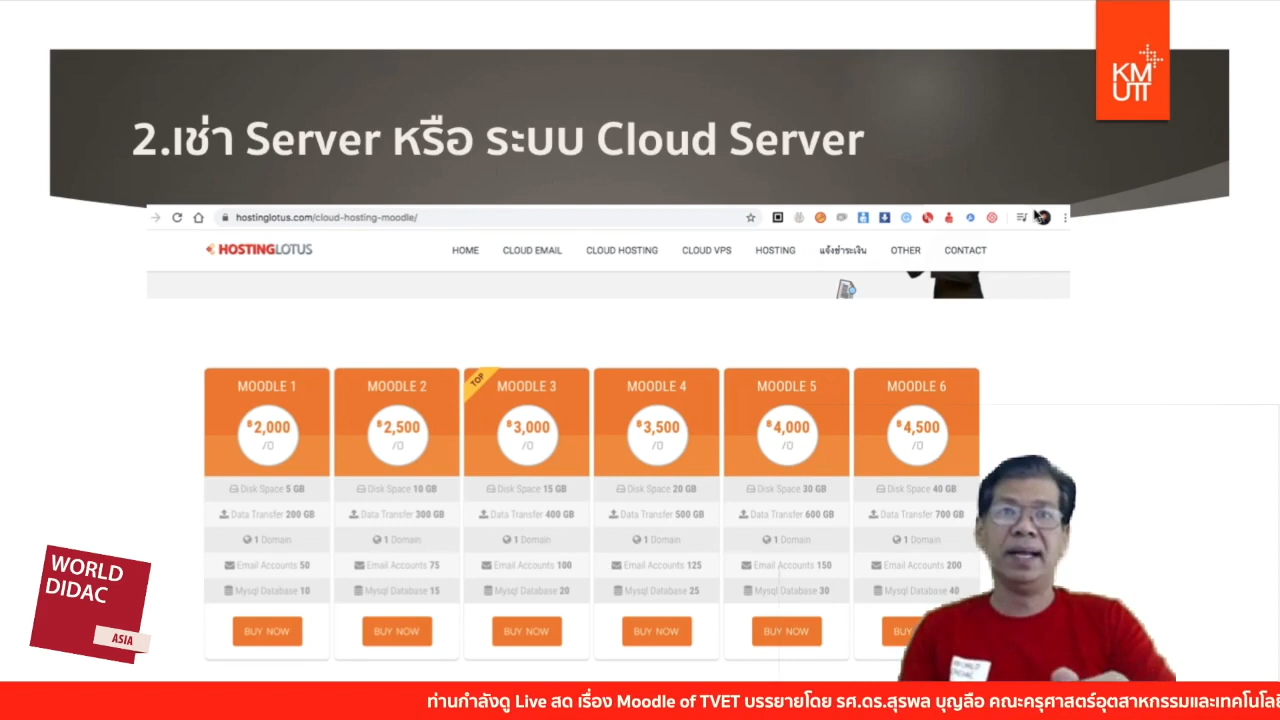 KM
UTT
2.เช่า Server หรือ ระบบ Cloud Server
hostinglotus.com/cloud-hosting-moodle/
HOSTINGLOTUS HOME CLOUD EMAIL CLOUD HOSTING CLOUD VPS HOSTING แจ้งชำระเงิน OTHER CONTACT
TOP
MOODLE 1 MOODLE 2 MOODLE 3 MOODLE 4 MOODLE 5 MOODLE 6
฿2,000 ฿2,500 ฿3,000 ฿3,500 ฿4,000 ฿4,500
/ปี /ปี /ปี /ปี /ปี /ปี
Disk Space 5 GB Disk Space 10 GB Disk Space 15 GB Disk Space 20 GB Disk Space 30 GB Disk Space 40 GB
Data Transfer 200 GB Data Transfer 300 GB Data Transfer 400 GB Data Transfer 500 GB Data Transfer 600 GB Data Transfer 700 GB
1 Domain 1 Domain 1 Domain 1 Domain 1 Domain 1 Domain
Email Accounts 50 Email Accounts 75 Email Accounts 100 Email Accounts 125 Email Accounts 150 Email Accounts 200
Mysql Database 10 Mysql Database 15 Mysql Database 20 Mysql Database 25 Mysql Database 30 Mysql Database 40
BUY NOW BUY NOW BUY NOW BUY NOW BUY NOW BUY
WORLD
DIDAC
ASIA
ท่านกำลังดู Live สด เรื่อง Moodle of TVET บรรยายโดย รศ.ดร.สุรพล บุญลือ คณะครุศาสตร์อุตสาหกรรมและเทคโนโลยี